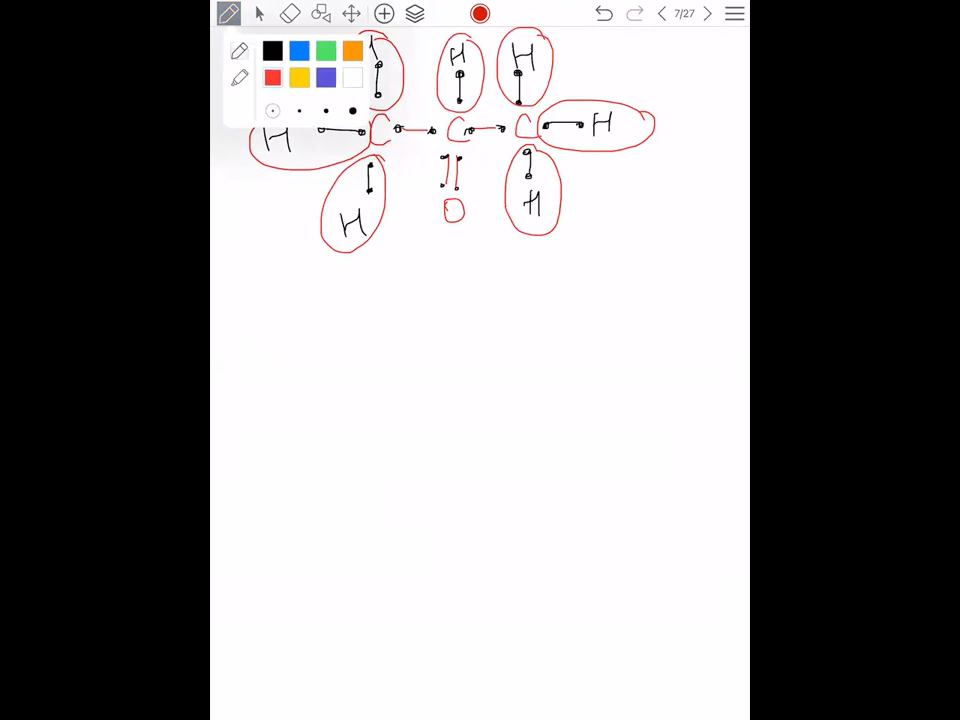 7/27
H H
H C C C H
H O H